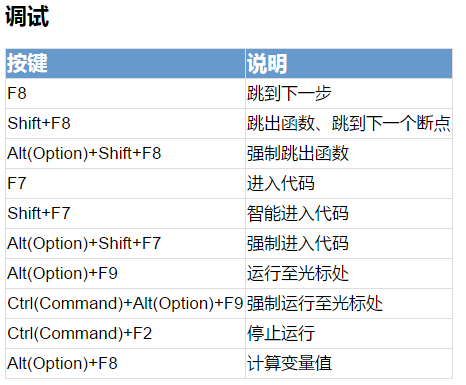 调试
按键 说明
F8 跳到下一步
Shift+F8 跳出函数、跳到下一个断点
Alt(Option)+Shift+F8 强制跳出函数
F7 进入代码
Shift+F7 智能进入代码
Alt(Option)+Shift+F7 强制进入代码
Alt(Option)+F9 运行至光标处
Ctrl(Command)+Alt(Option)+F9 强制运行至光标处
Ctrl(Command)+F2 停止运行
Alt(Option)+F8 计算变量值